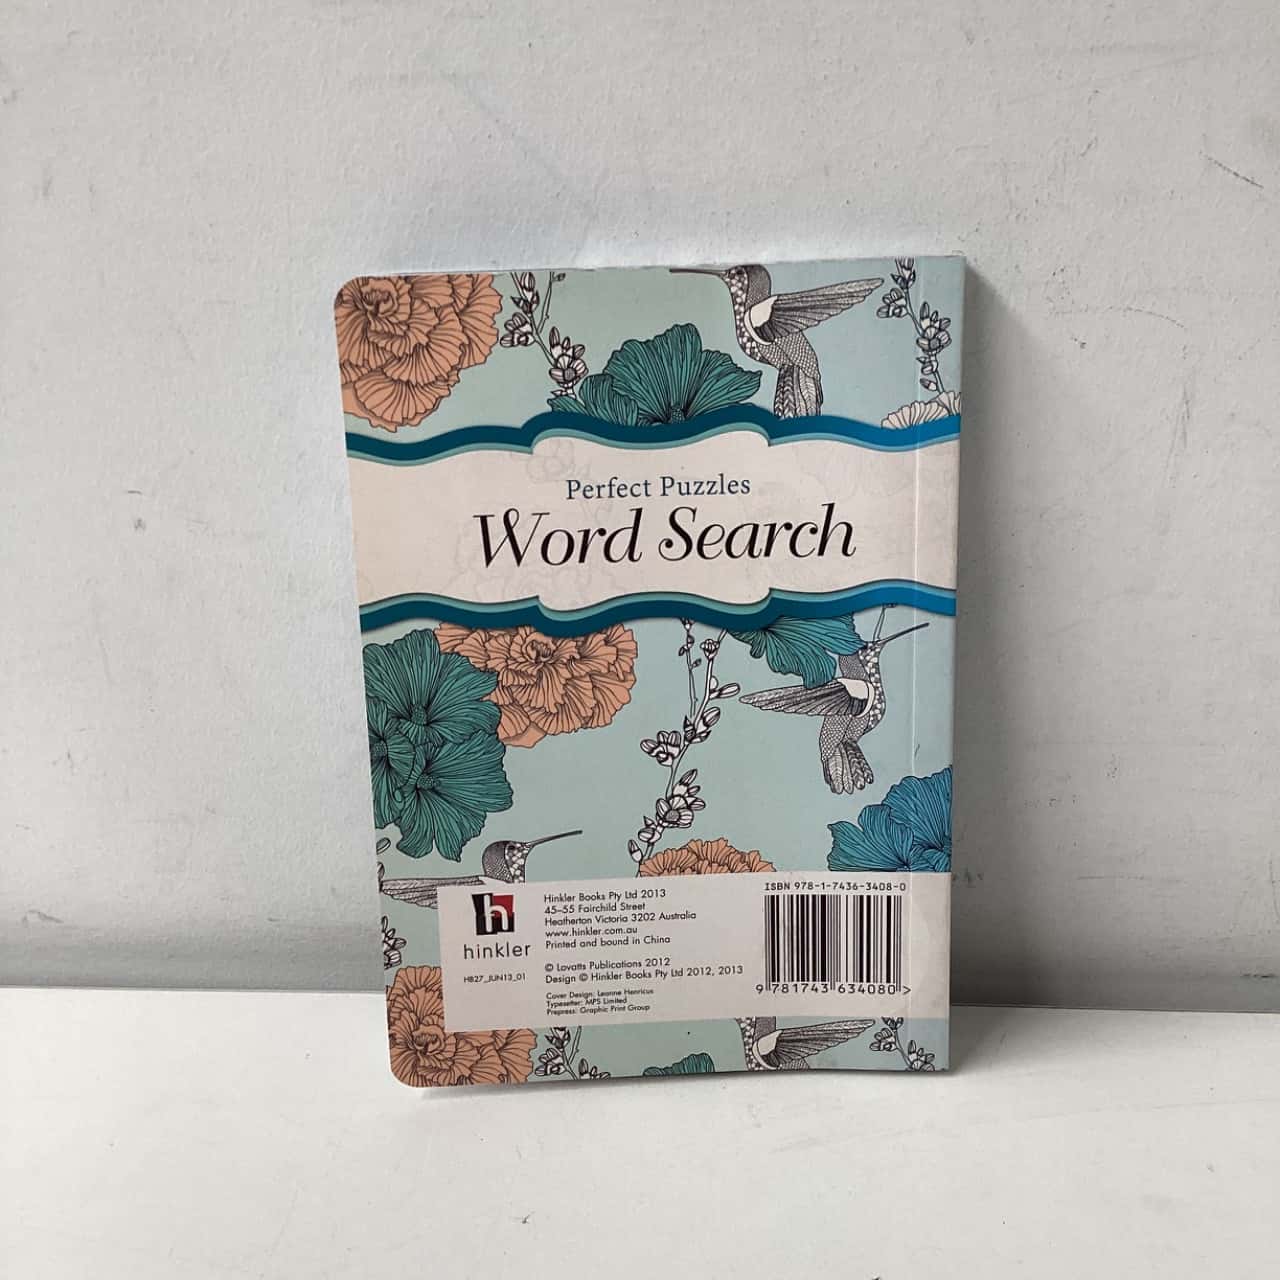 Perfect Puzzles
Word Search
hinkler
HB27_JUN13_01
Hinkler Books Pty Ltd 2013
45–55 Fairchild Street
Heatherton Victoria 3202 Australia
www.hinkler.com.au
Printed and bound in China
© Lovatts Publications 2012
Design © Hinkler Books Pty Ltd 2012, 2013
Cover Design: Leanne Henricus
Typesetter: MPS Limited
Prepress: Graphic Print Group
ISBN 978-1-7436-3408-0
9 781743 634080 >